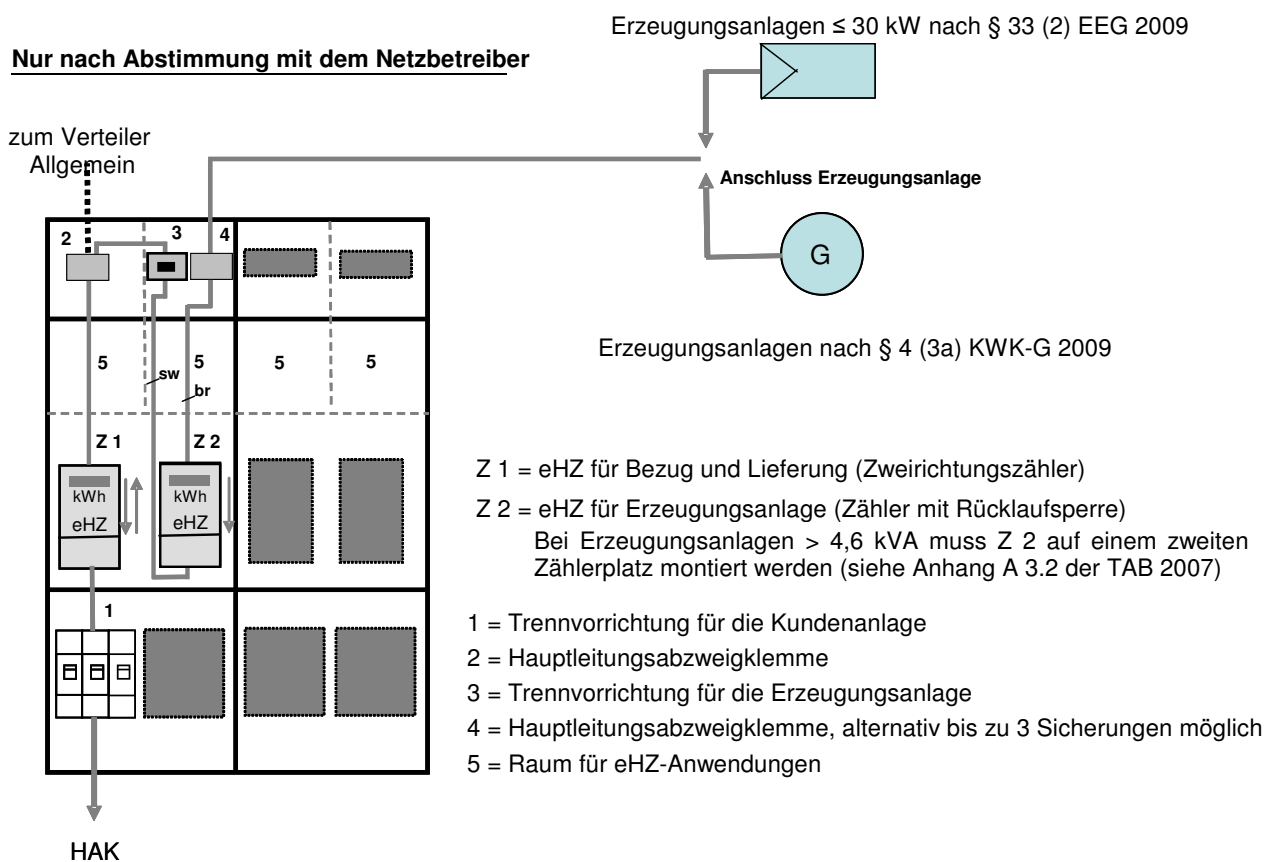 Erzeugungsanlagen ≤ 30 kW nach § 33 (2) EEG 2009
Nur nach Abstimmung mit dem Netzbetreiber
zum Verteiler
Allgemein
Anschluss Erzeugungsanlage
2
3
4
G
Erzeugungsanlagen nach § 4 (3a) KWK-G 2009
5
5
5
5
sw
br
Z 1
Z 2
kWh
eHZ
kWh
eHZ
Z 1 = eHZ für Bezug und Lieferung (Zweirichtungszähler)
Z 2 = eHZ für Erzeugungsanlage (Zähler mit Rücklaufsperre)
Bei Erzeugungsanlagen > 4,6 kVA muss Z 2 auf einem zweiten
Zählerplatz montiert werden (siehe Anhang A 3.2 der TAB 2007)
1
1 = Trennvorrichtung für die Kundenanlage
2 = Hauptleitungsabzweigklemme
3 = Trennvorrichtung für die Erzeugungsanlage
4 = Hauptleitungsabzweigklemme, alternativ bis zu 3 Sicherungen möglich
5 = Raum für eHZ-Anwendungen
HAK